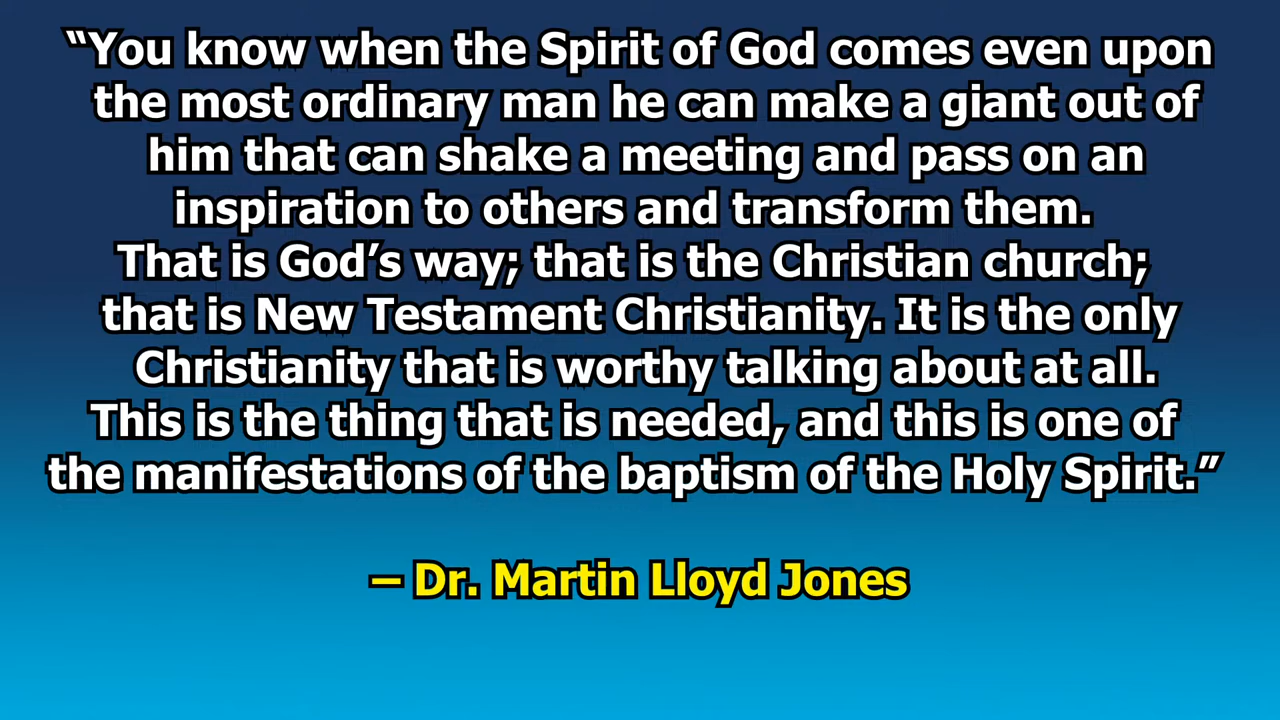 “You know when the Spirit of God comes even upon
the most ordinary man he can make a giant out of
him that can shake a meeting and pass on an
inspiration to others and transform them.
That is God’s way; that is the Christian church;
that is New Testament Christianity. It is the only
Christianity that is worthy talking about at all.
This is the thing that is needed, and this is one of
the manifestations of the baptism of the Holy Spirit.”
– Dr. Martin Lloyd Jones